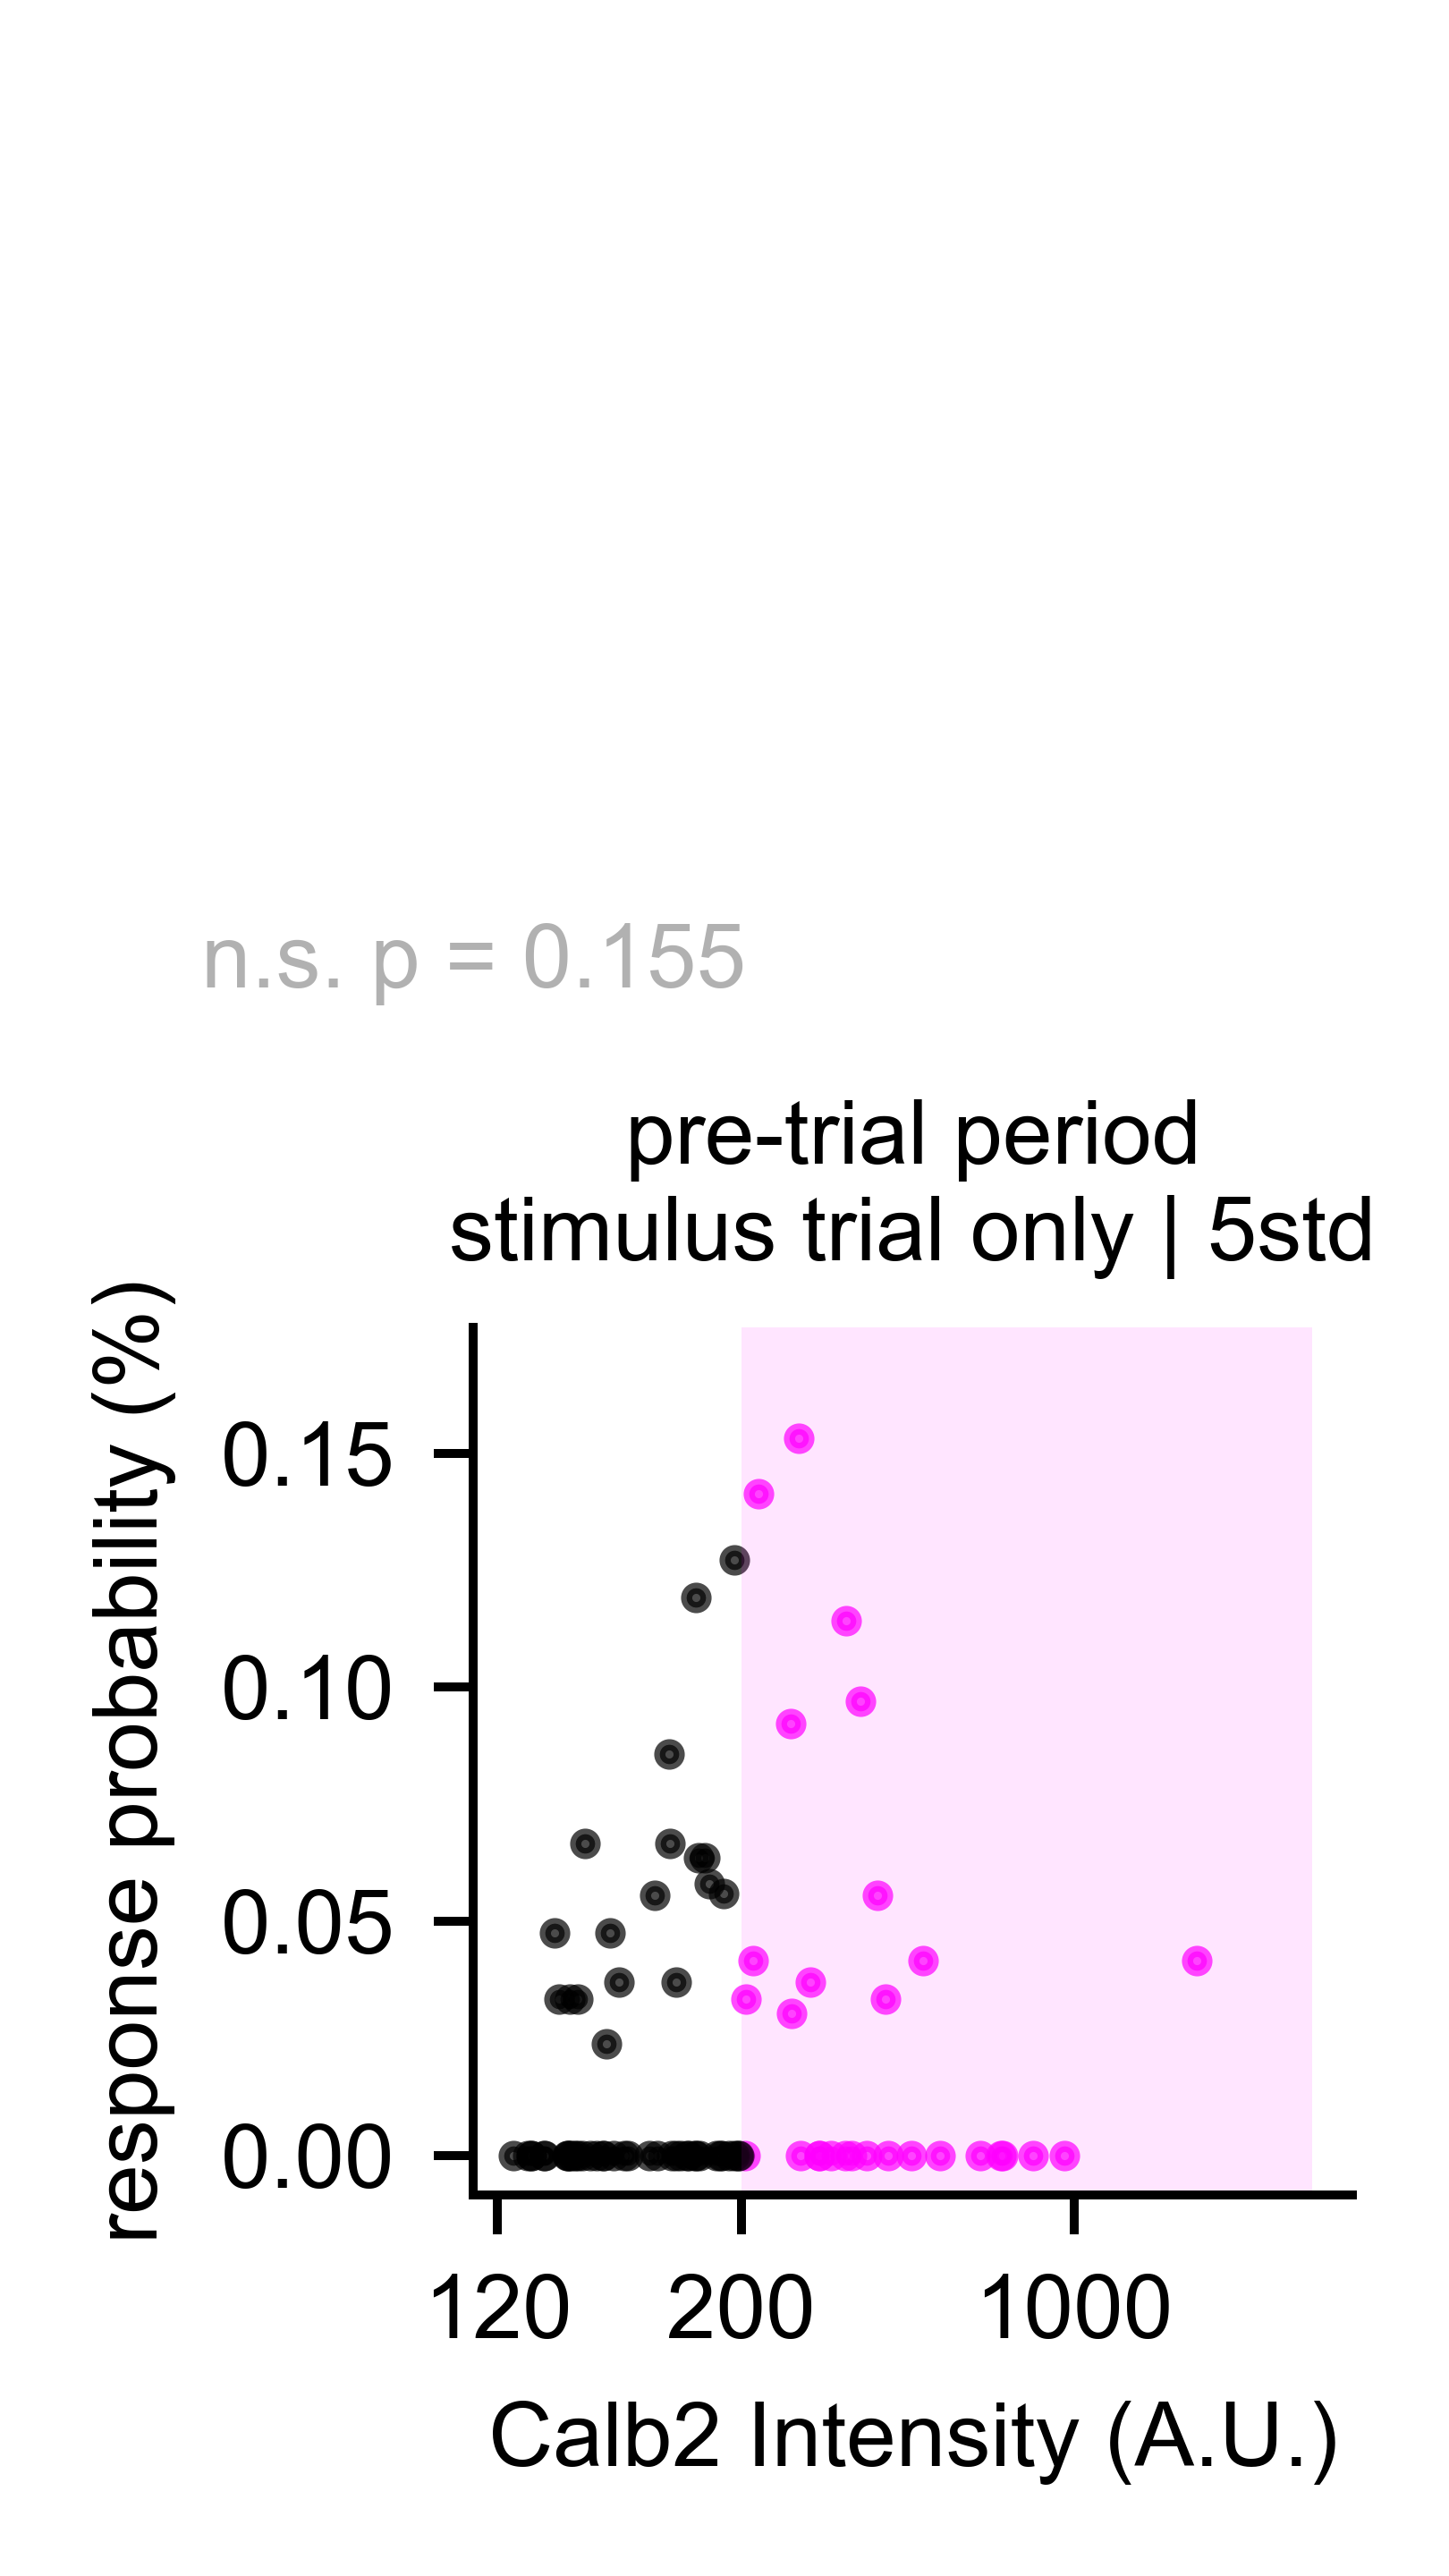 n.s. p = 0.155
pre-trial period
stimulus trial only | 5std
response probability (%)
0.15
0.10
0.05
0.00
120 200 1000
Calb2 Intensity (A.U.)